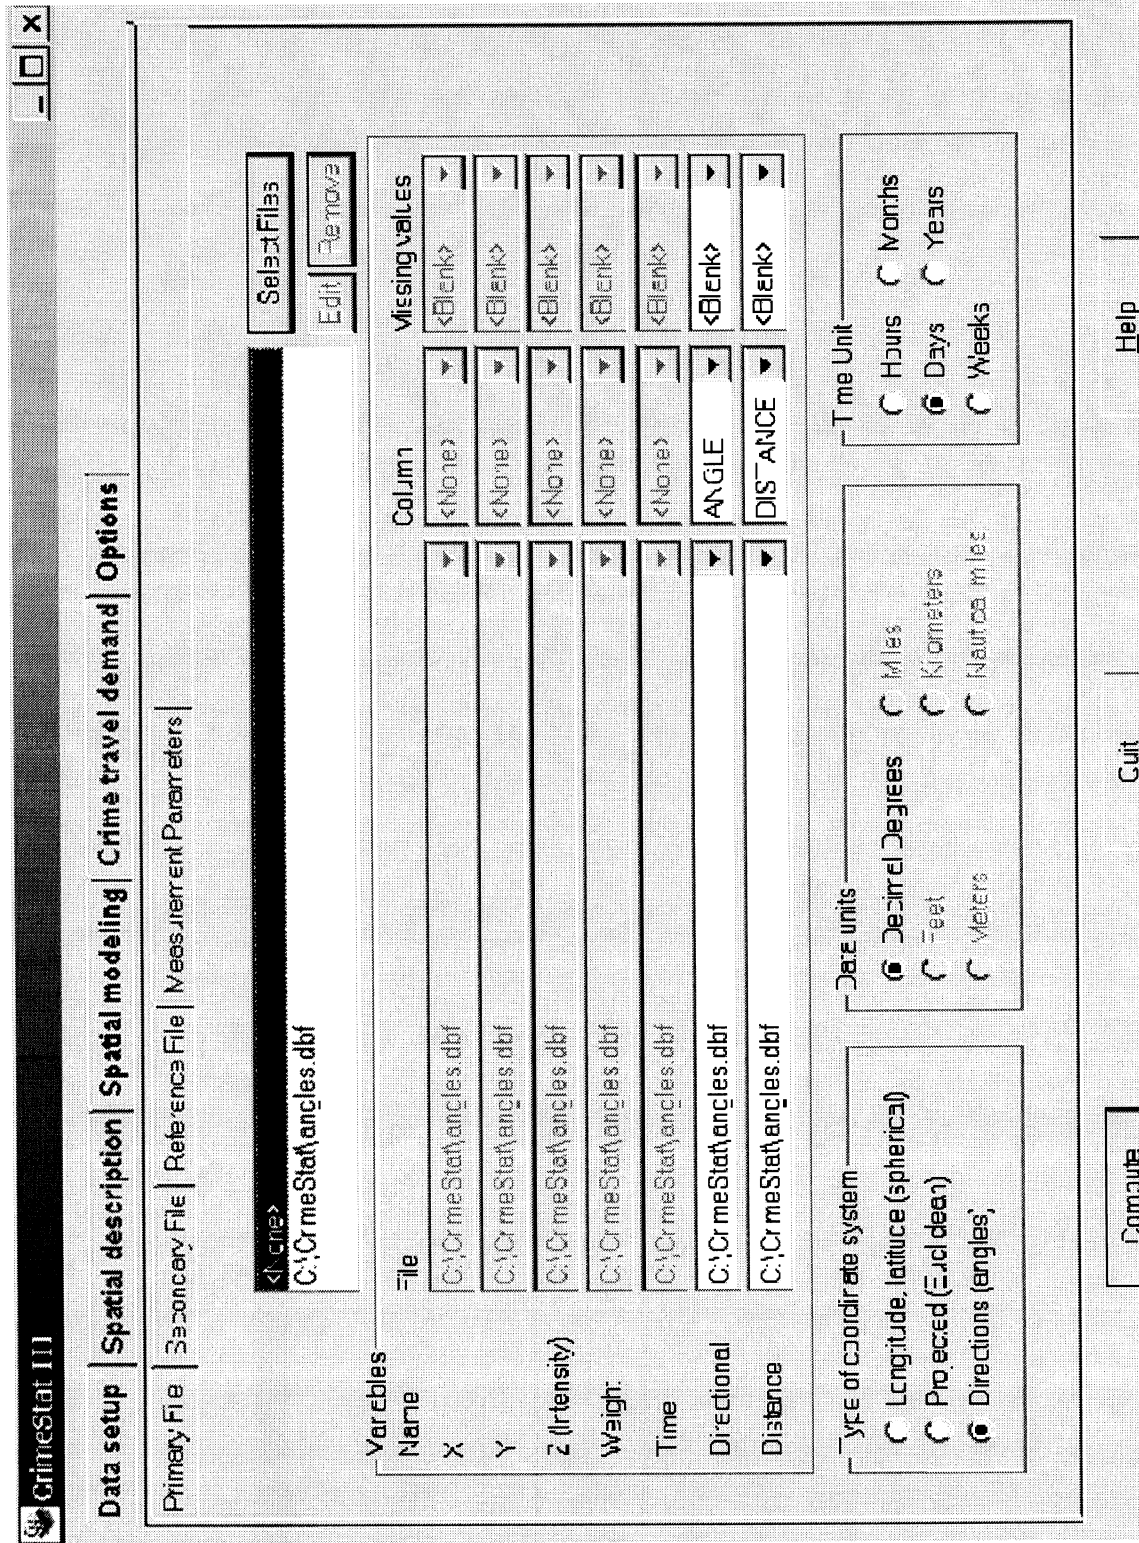 CrimeStat III
Data setup Spatial description Spatial modeling Crime travel demand Options
Primary File Secondary File Reference File Measurement Parameters
<None>
C:\CrimeStat\angles.dbf
Select Files
Edit Remove
Variables
Name File Column Missing values
X C:\CrimeStat\angles.dbf <None> <Blank>
Y C:\CrimeStat\angles.dbf <None> <Blank>
Z (Intensity) C:\CrimeStat\angles.dbf <None> <Blank>
Weight: C:\CrimeStat\angles.dbf <None> <Blank>
Time C:\CrimeStat\angles.dbf <None> <Blank>
Directional C:\CrimeStat\angles.dbf ANGLE <Blank>
Distance C:\CrimeStat\angles.dbf DISTANCE <Blank>
Type of coordinate system
Longitude, latitude (spherical)
Projected (Euclidean)
Directions (angles)
Data units
Decimal Degrees Miles
Feet Kilometers
Meters Nautical miles
Time Unit
Hours Months
Days Years
Weeks
Compute Quit Help